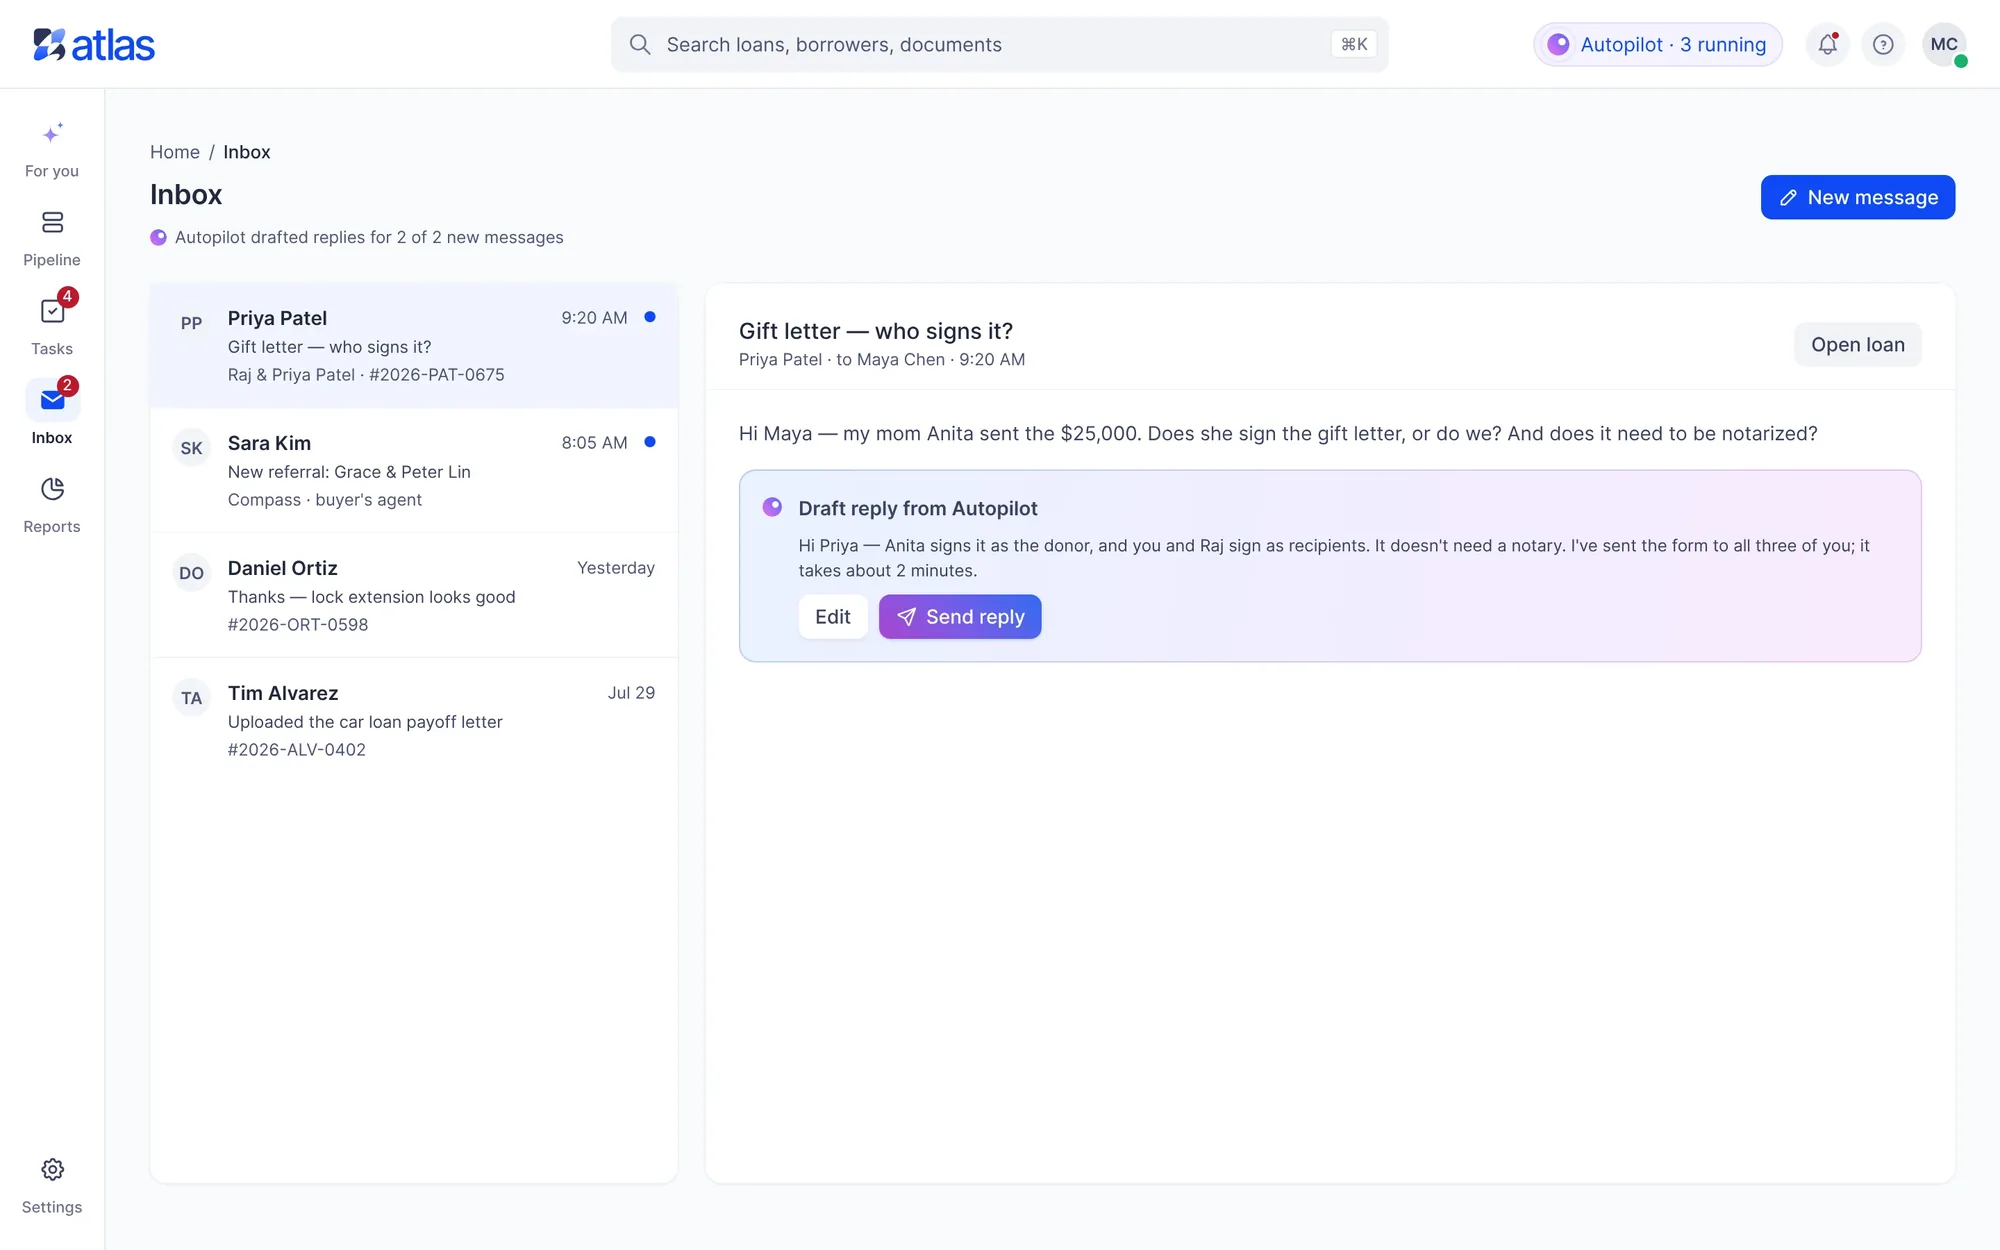 atlas
Search loans, borrowers, documents
⌘K
Autopilot · 3 running
MC
For you
Pipeline
4
Tasks
2
Inbox
Reports
Settings
Home / Inbox
Inbox
Autopilot drafted replies for 2 of 2 new messages
New message
PP
Priya Patel
9:20 AM
Gift letter — who signs it?
Raj & Priya Patel · #2026-PAT-0675
SK
Sara Kim
8:05 AM
New referral: Grace & Peter Lin
Compass · buyer's agent
DO
Daniel Ortiz
Yesterday
Thanks — lock extension looks good
#2026-ORT-0598
TA
Tim Alvarez
Jul 29
Uploaded the car loan payoff letter
#2026-ALV-0402
Gift letter — who signs it?
Priya Patel · to Maya Chen · 9:20 AM
Open loan
Hi Maya — my mom Anita sent the $25,000. Does she sign the gift letter, or do we? And does it need to be notarized?
Draft reply from Autopilot
Hi Priya — Anita signs it as the donor, and you and Raj sign as recipients. It doesn't need a notary. I've sent the form to all three of you; it
takes about 2 minutes.
Edit
Send reply